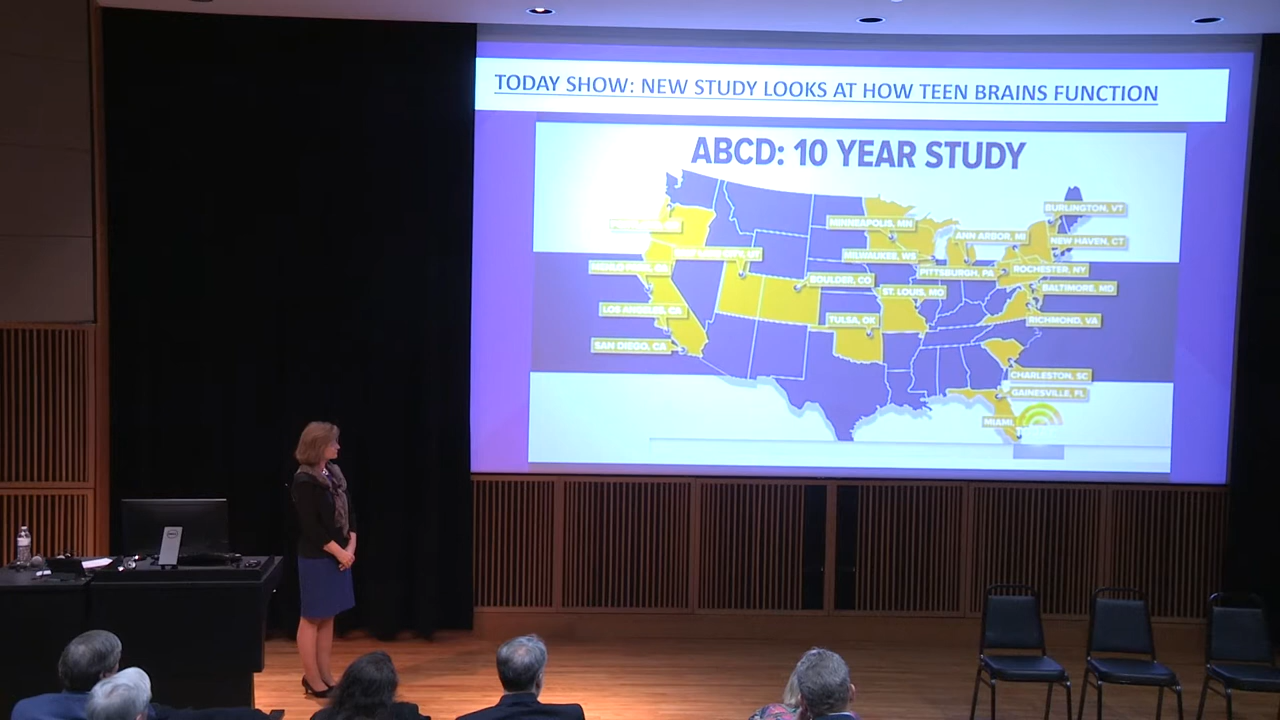 TODAY SHOW: NEW STUDY LOOKS AT HOW TEEN BRAINS FUNCTION
ABCD: 10 YEAR STUDY
BURLINGTON, VT
MINNEAPOLIS, MN
ANN ARBOR, MI
NEW HAVEN, CT
MILWAUKEE, WS
PITTSBURGH, PA
ROCHESTER, NY
BOULDER, CO
BALTIMORE, MD
ST. LOUIS, MO
LOS ANGELES, CA
TULSA, OK
RICHMOND, VA
SAN DIEGO, CA
CHARLESTON, SC
GAINESVILLE, FL
MIAMI,
DELL